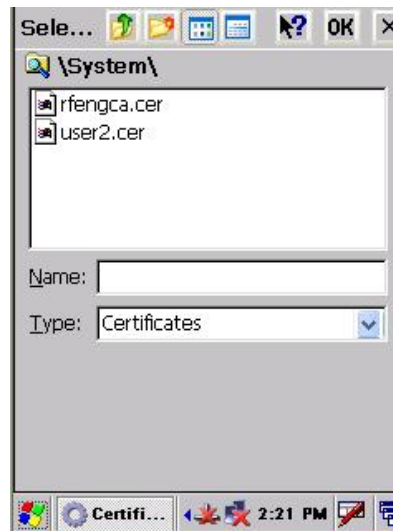 Sele... ? OK ×
\System\
rfengca.cer
user2.cer
Name:
Type: Certificates
Certifi... 2:21 PM